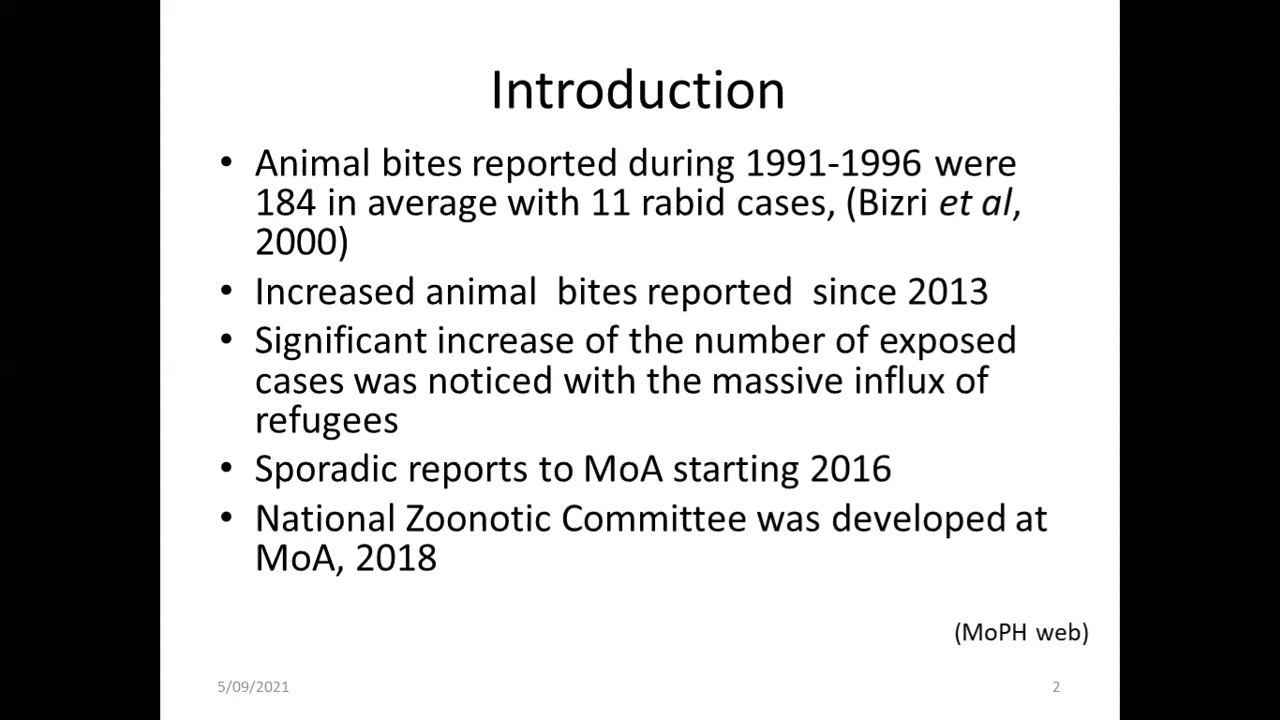 Introduction
• Animal bites reported during 1991-1996 were
184 in average with 11 rabid cases, (Bizri et al,
2000)
• Increased animal  bites reported  since 2013
• Significant increase of the number of exposed
cases was noticed with the massive influx of
refugees
• Sporadic reports to MoA starting 2016
• National Zoonotic Committee was developed at
MoA, 2018
(MoPH web)
5/09/2021
2